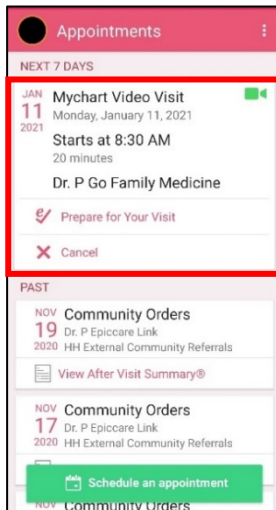 Appointments
NEXT 7 DAYS
JAN
11
2021
Mychart Video Visit
Monday, January 11, 2021
Starts at 8:30 AM
20 minutes
Dr. P Go Family Medicine
Prepare for Your Visit
Cancel
PAST
NOV
19
2020
Community Orders
Dr. P Epiccare Link
HH External Community Referrals
View After Visit Summary®
NOV
17
2020
Community Orders
Dr. P Epiccare Link
HH External Community Referrals
Schedule an appointment
NOV
Community Orders